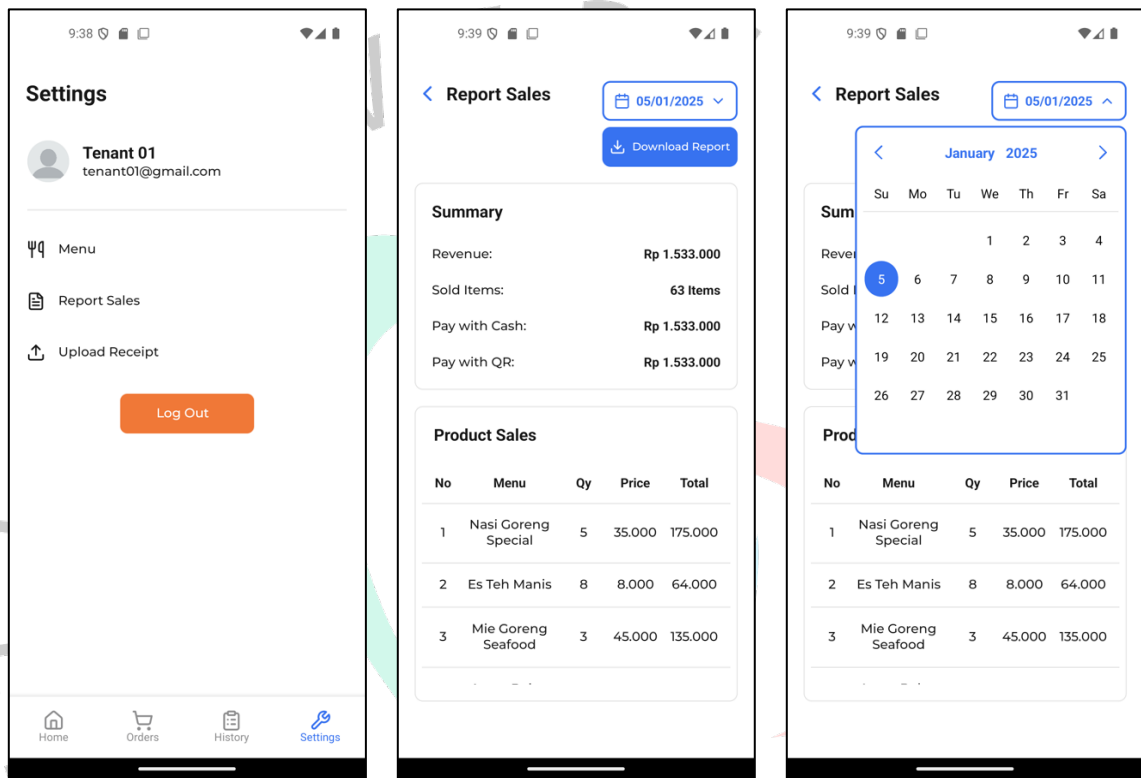 9:38
Settings
Tenant 01
tenant01@gmail.com
Menu
Report Sales
Upload Receipt
Log Out
Home
Orders
History
Settings
9:39
Report Sales
05/01/2025
Download Report
Summary
Revenue: Rp 1.533.000
Sold Items: 63 Items
Pay with Cash: Rp 1.533.000
Pay with QR: Rp 1.533.000
Product Sales
No Menu Qy Price Total
1 Nasi Goreng Special 5 35.000 175.000
2 Es Teh Manis 8 8.000 64.000
3 Mie Goreng Seafood 3 45.000 135.000
9:39
Report Sales
05/01/2025
January 2025
Su Mo Tu We Th Fr Sa
1 2 3 4
5 6 7 8 9 10 11
12 13 14 15 16 17 18
19 20 21 22 23 24 25
26 27 28 29 30 31
Sum
Reve
Sold
Pay w
Pay w
Prod
No Menu Qy Price Total
1 Nasi Goreng Special 5 35.000 175.000
2 Es Teh Manis 8 8.000 64.000
3 Mie Goreng Seafood 3 45.000 135.000